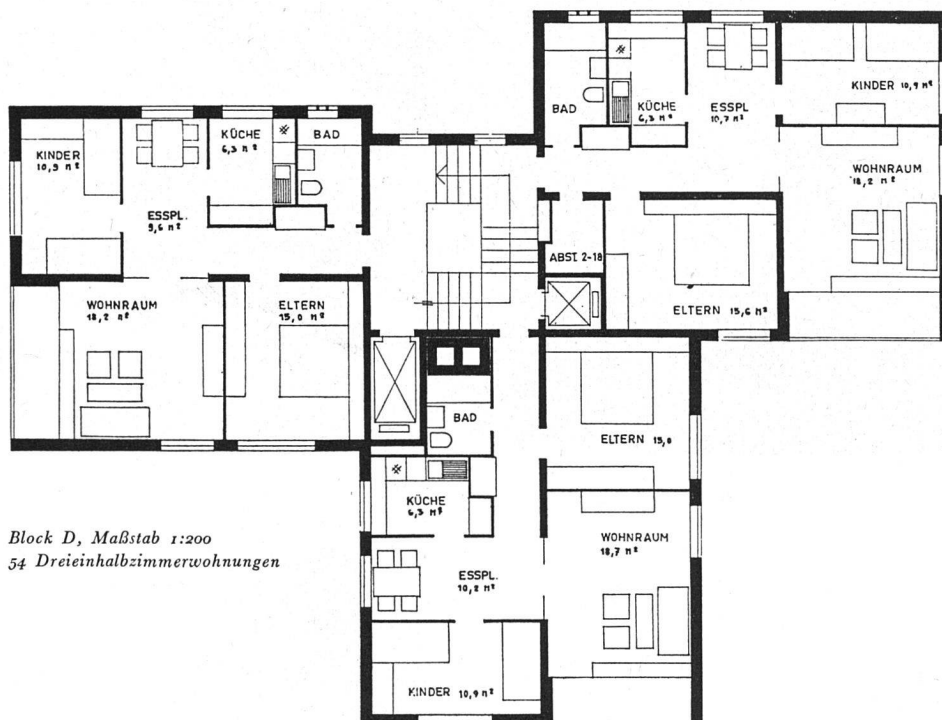 BAD
KÜCHE
6,3 m²
ESSPL
10,7 m²
KINDER 10,9 m²
WOHNRAUM
18,2 m²
ABST. 2-18
ELTERN 15,6 m²
KINDER
10,9 m²
ESSPL.
9,6 m²
KÜCHE
6,3 m²
BAD
WOHNRAUM
18,2 m²
ELTERN
15,0 m²
BAD
ELTERN 15,0
KÜCHE
6,3 m²
WOHNRAUM
18,7 m²
ESSPL.
10,2 m²
KINDER 10,9 m²
Block D, Maßstab 1:200
54 Dreieinhalbzimmerwohnungen